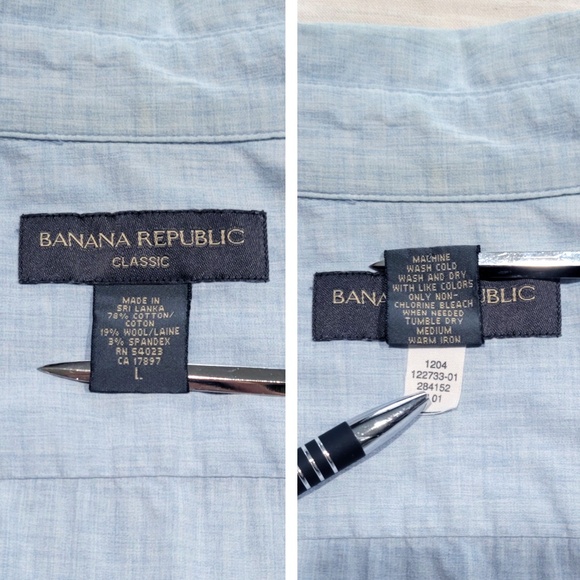 BANANA REPUBLIC
CLASSIC
MADE IN
SRI LANKA
78% COTTON/
COTON
19% WOOL/LAINE
3% SPANDEX
RN 54023
CA 17897
L
MACHINE
WASH COLD
WASH AND DRY
WITH LIKE COLORS
ONLY NON-
CHLORINE BLEACH
WHEN NEEDED
TUMBLE DRY
MEDIUM
WARM IRON
BANA
PUBLIC
1204
122733-01
284152
01